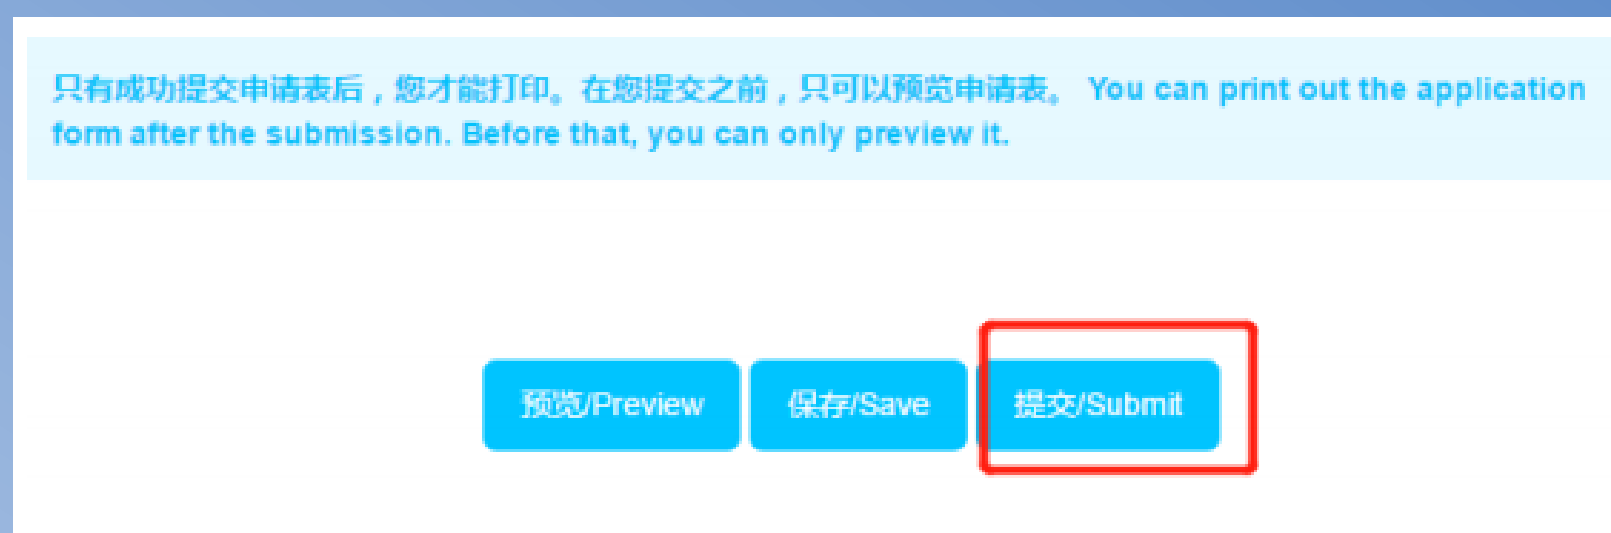 只有成功提交申请表后，您才能打印。在您提交之前，只可以预览申请表。 You can print out the application
form after the submission. Before that, you can only preview it.
预览/Preview 保存/Save 提交/Submit